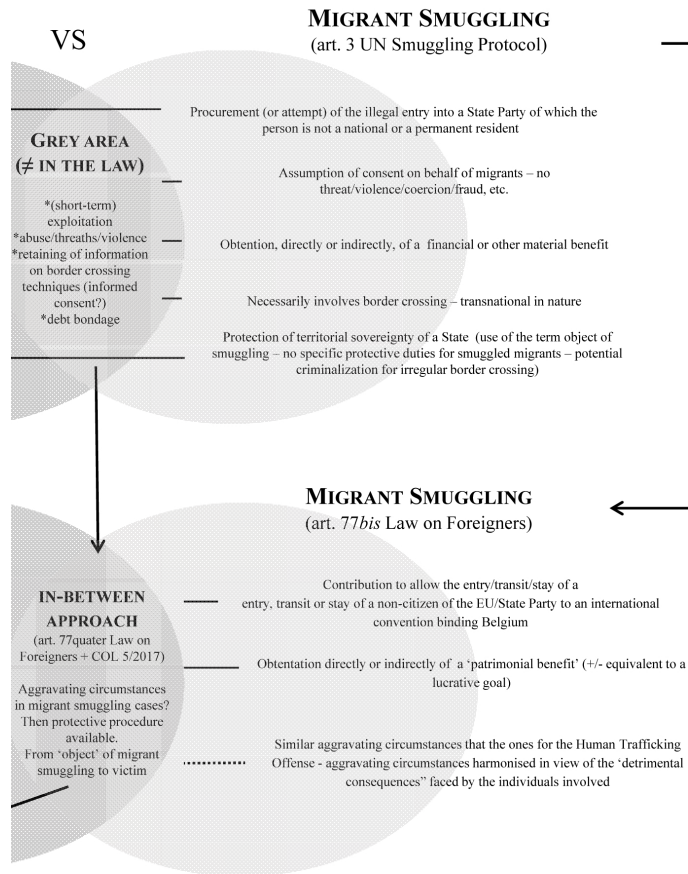 VS
MIGRANT SMUGGLING
(art. 3 UN Smuggling Protocol)
Procurement (or attempt) of the illegal entry into a State Party of which the
person is not a national or a permanent resident
GREY AREA
(≠ IN THE LAW)
*(short-term)
exploitation
*abuse/threaths/violence
*retaining of information
on border crossing
techniques (informed
consent?)
*debt bondage
Assumption of consent on behalf of migrants – no
threat/violence/coercion/fraud, etc.
Obtention, directly or indirectly, of a financial or other material benefit
Necessarily involves border crossing – transnational in nature
Protection of territorial sovereignty of a State (use of the term object of
smuggling – no specific protective duties for smuggled migrants – potential
criminalization for irregular border crossing)
MIGRANT SMUGGLING
(art. 77bis Law on Foreigners)
IN-BETWEEN
APPROACH
(art. 77quater Law on
Foreigners + COL 5/2017)
Aggravating circumstances
in migrant smuggling cases?
Then protective procedure
available.
From ‘object’ of migrant
smuggling to victim
Contribution to allow the entry/transit/stay of a
entry, transit or stay of a non-citizen of the EU/State Party to an international
convention binding Belgium
Obtentation directly or indirectly of a ‘patrimonial benefit’ (+/- equivalent to a
lucrative goal)
Similar aggravating circumstances that the ones for the Human Trafficking
Offense - aggravating circumstances harmonised in view of the ‘detrimental
consequences” faced by the individuals involved